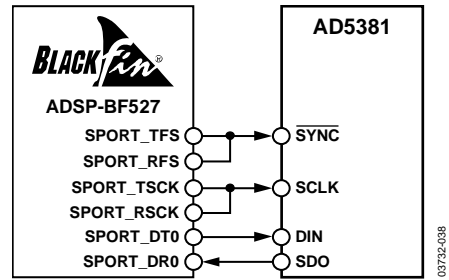 BLACKfin®
ADSP-BF527
SPORT_TFS
SPORT_RFS
SPORT_TSCK
SPORT_RSCK
SPORT_DT0
SPORT_DR0
AD5381
SYNC
SCLK
DIN
SDO
03732-038